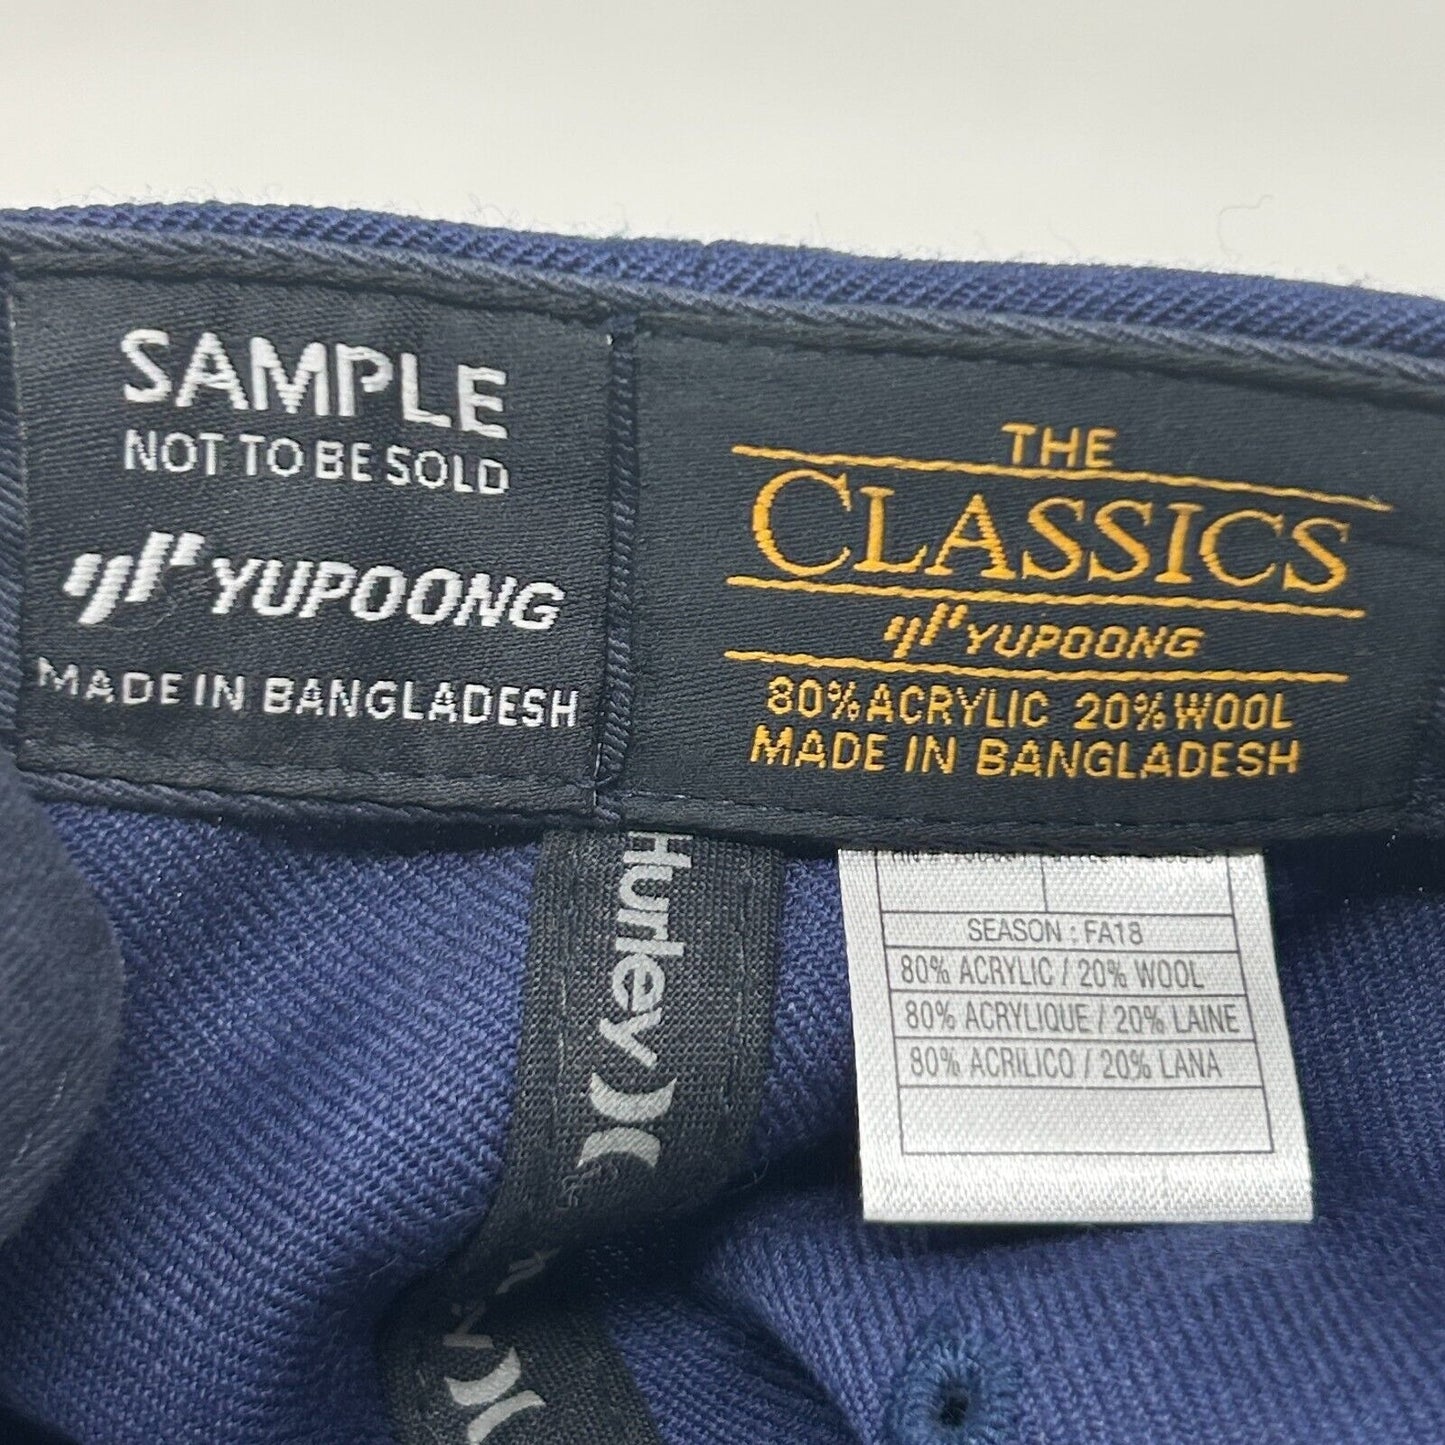 SAMPLE
NOT TO BE SOLD
YUPOONG
MADE IN BANGLADESH
THE
CLASSICS
YUPOONG
80% ACRYLIC 20% WOOL
MADE IN BANGLADESH
Hurley
SEASON : FA18
80% ACRYLIC / 20% WOOL
80% ACRYLIQUE / 20% LAINE
80% ACRILICO / 20% LANA